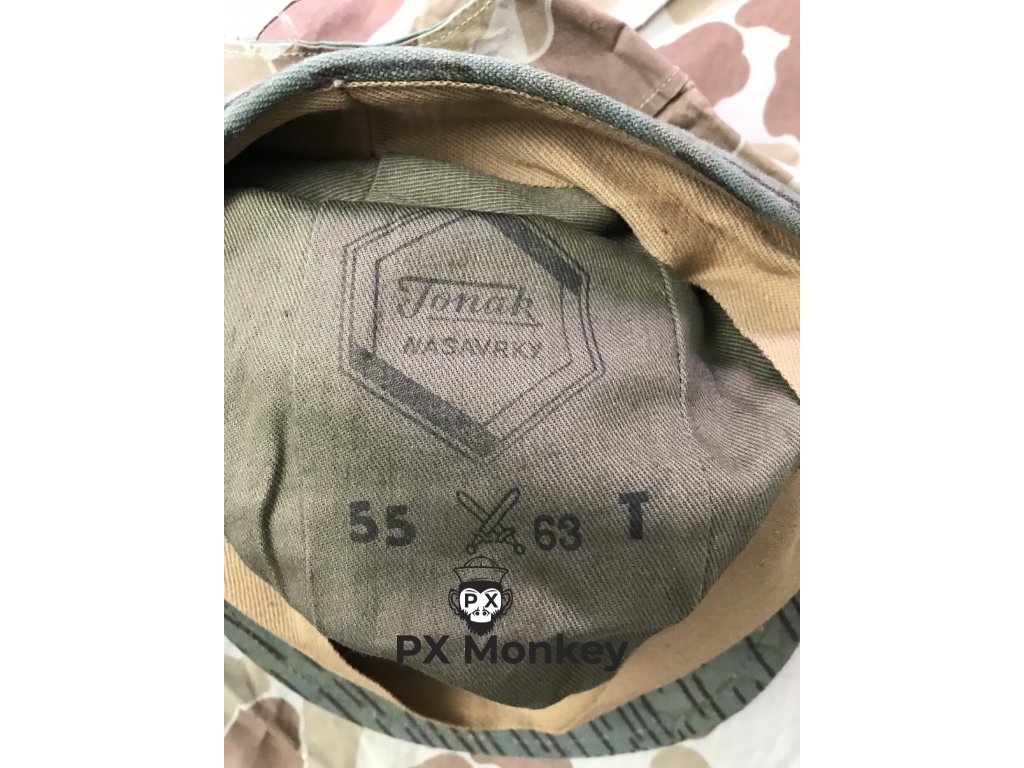 Tonak
NASAVRKY
55 63 T
PX
PX Monkey